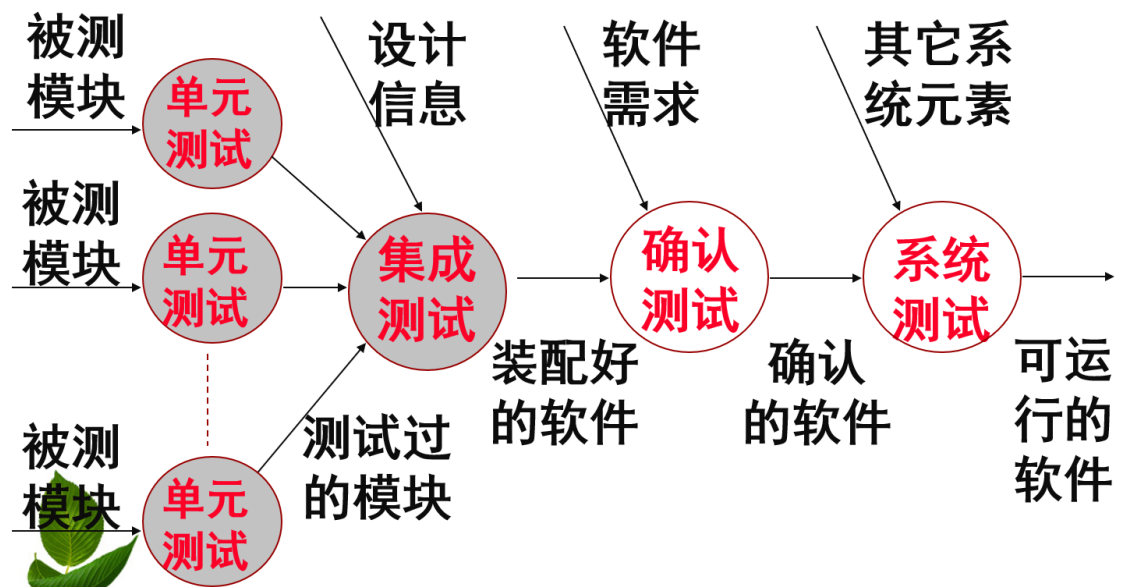 被测
模块
单元
测试
设计
信息
软件
需求
其它系
统元素
被测
模块
单元
测试
集成
测试
确认
测试
系统
测试
装配好
的软件
确认
的软件
可运
行的
软件
被测
模块
单元
测试
测试过
的模块